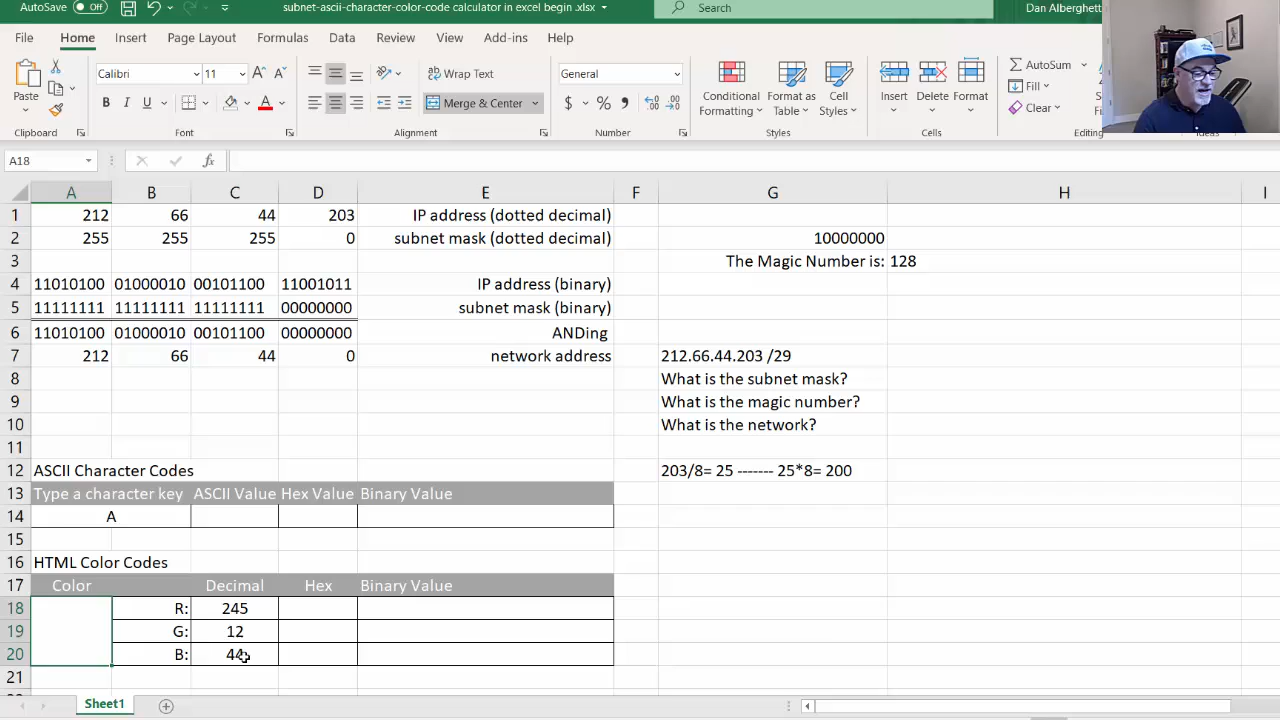 AutoSave Off subnet-ascii-character-color-code calculator in excel begin .xlsx Search Dan Alberghett
File Home Insert Page Layout Formulas Data Review View Add-ins Help
Paste Calibri 11 Wrap Text General Conditional Formatting Format as Table Cell Styles Insert Delete Format AutoSum
B I U Merge & Center $ % Fill
Clear
Clipboard Font Alignment Number Styles Cells Editing Ideas
A18 fx
A B C D E F G H I
1 212 66 44 203 IP address (dotted decimal)
2 255 255 255 0 subnet mask (dotted decimal) 10000000
3 The Magic Number is: 128
4 11010100 01000010 00101100 11001011 IP address (binary)
5 11111111 11111111 11111111 00000000 subnet mask (binary)
6 11010100 01000010 00101100 00000000 ANDing
7 212 66 44 0 network address 212.66.44.203 /29
8 What is the subnet mask?
9 What is the magic number?
10 What is the network?
11
12 ASCII Character Codes 203/8= 25 ------- 25*8= 200
13 Type a character key ASCII Value Hex Value Binary Value
14 A
15
16 HTML Color Codes
17 Color Decimal Hex Binary Value
18 R: 245
19 G: 12
20 B: 44
21
Sheet1